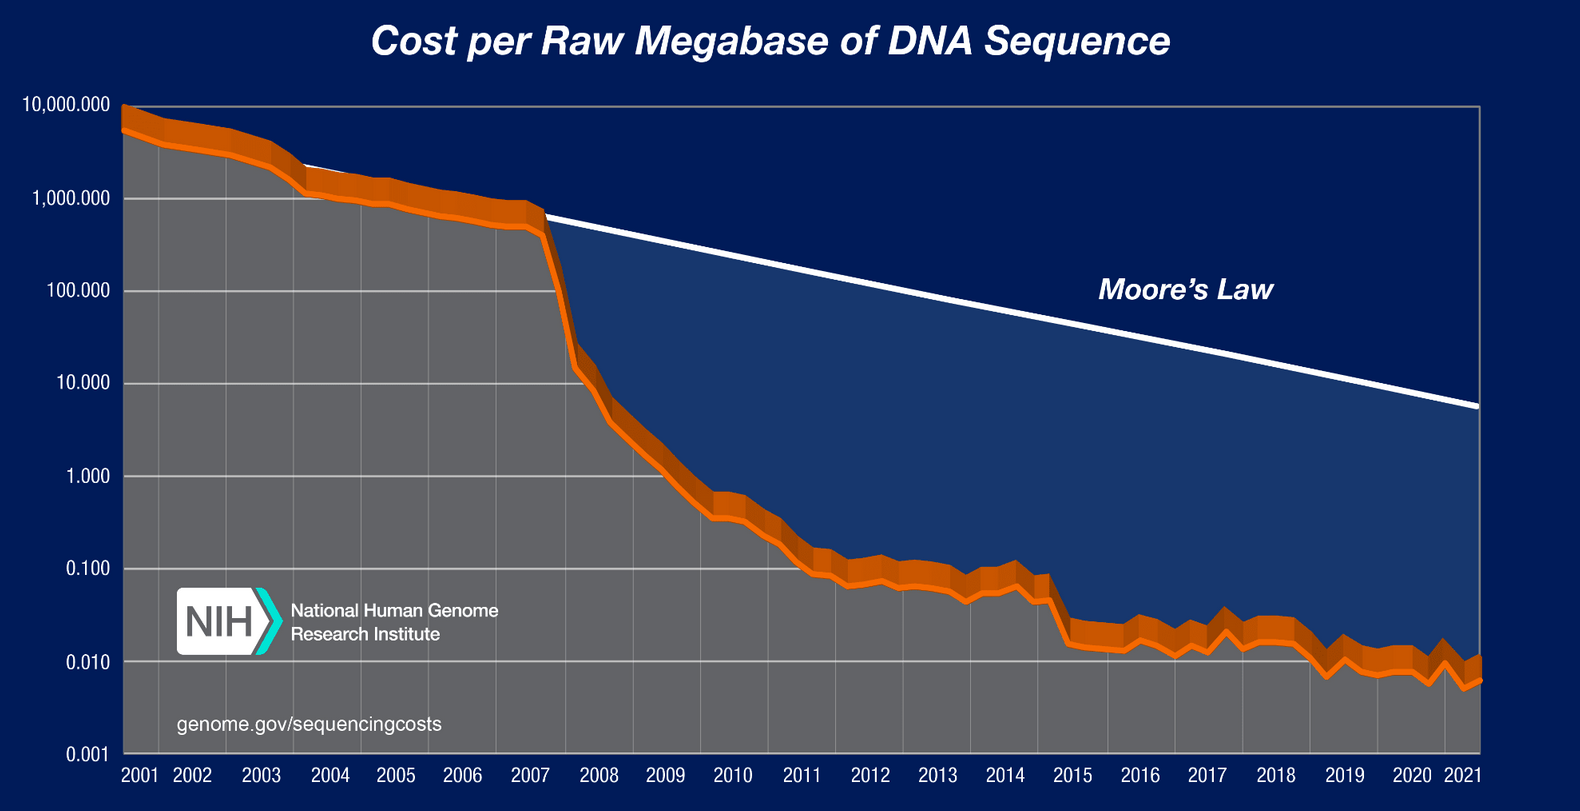 Cost per Raw Megabase of DNA Sequence
10,000.000
1,000.000
100.000
10.000
1.000
0.100
0.010
0.001
Moore's Law
NIH
National Human Genome
Research Institute
genome.gov/sequencingcosts
2001 2002 2003 2004 2005 2006 2007 2008 2009 2010 2011 2012 2013 2014 2015 2016 2017 2018 2019 2020 2021